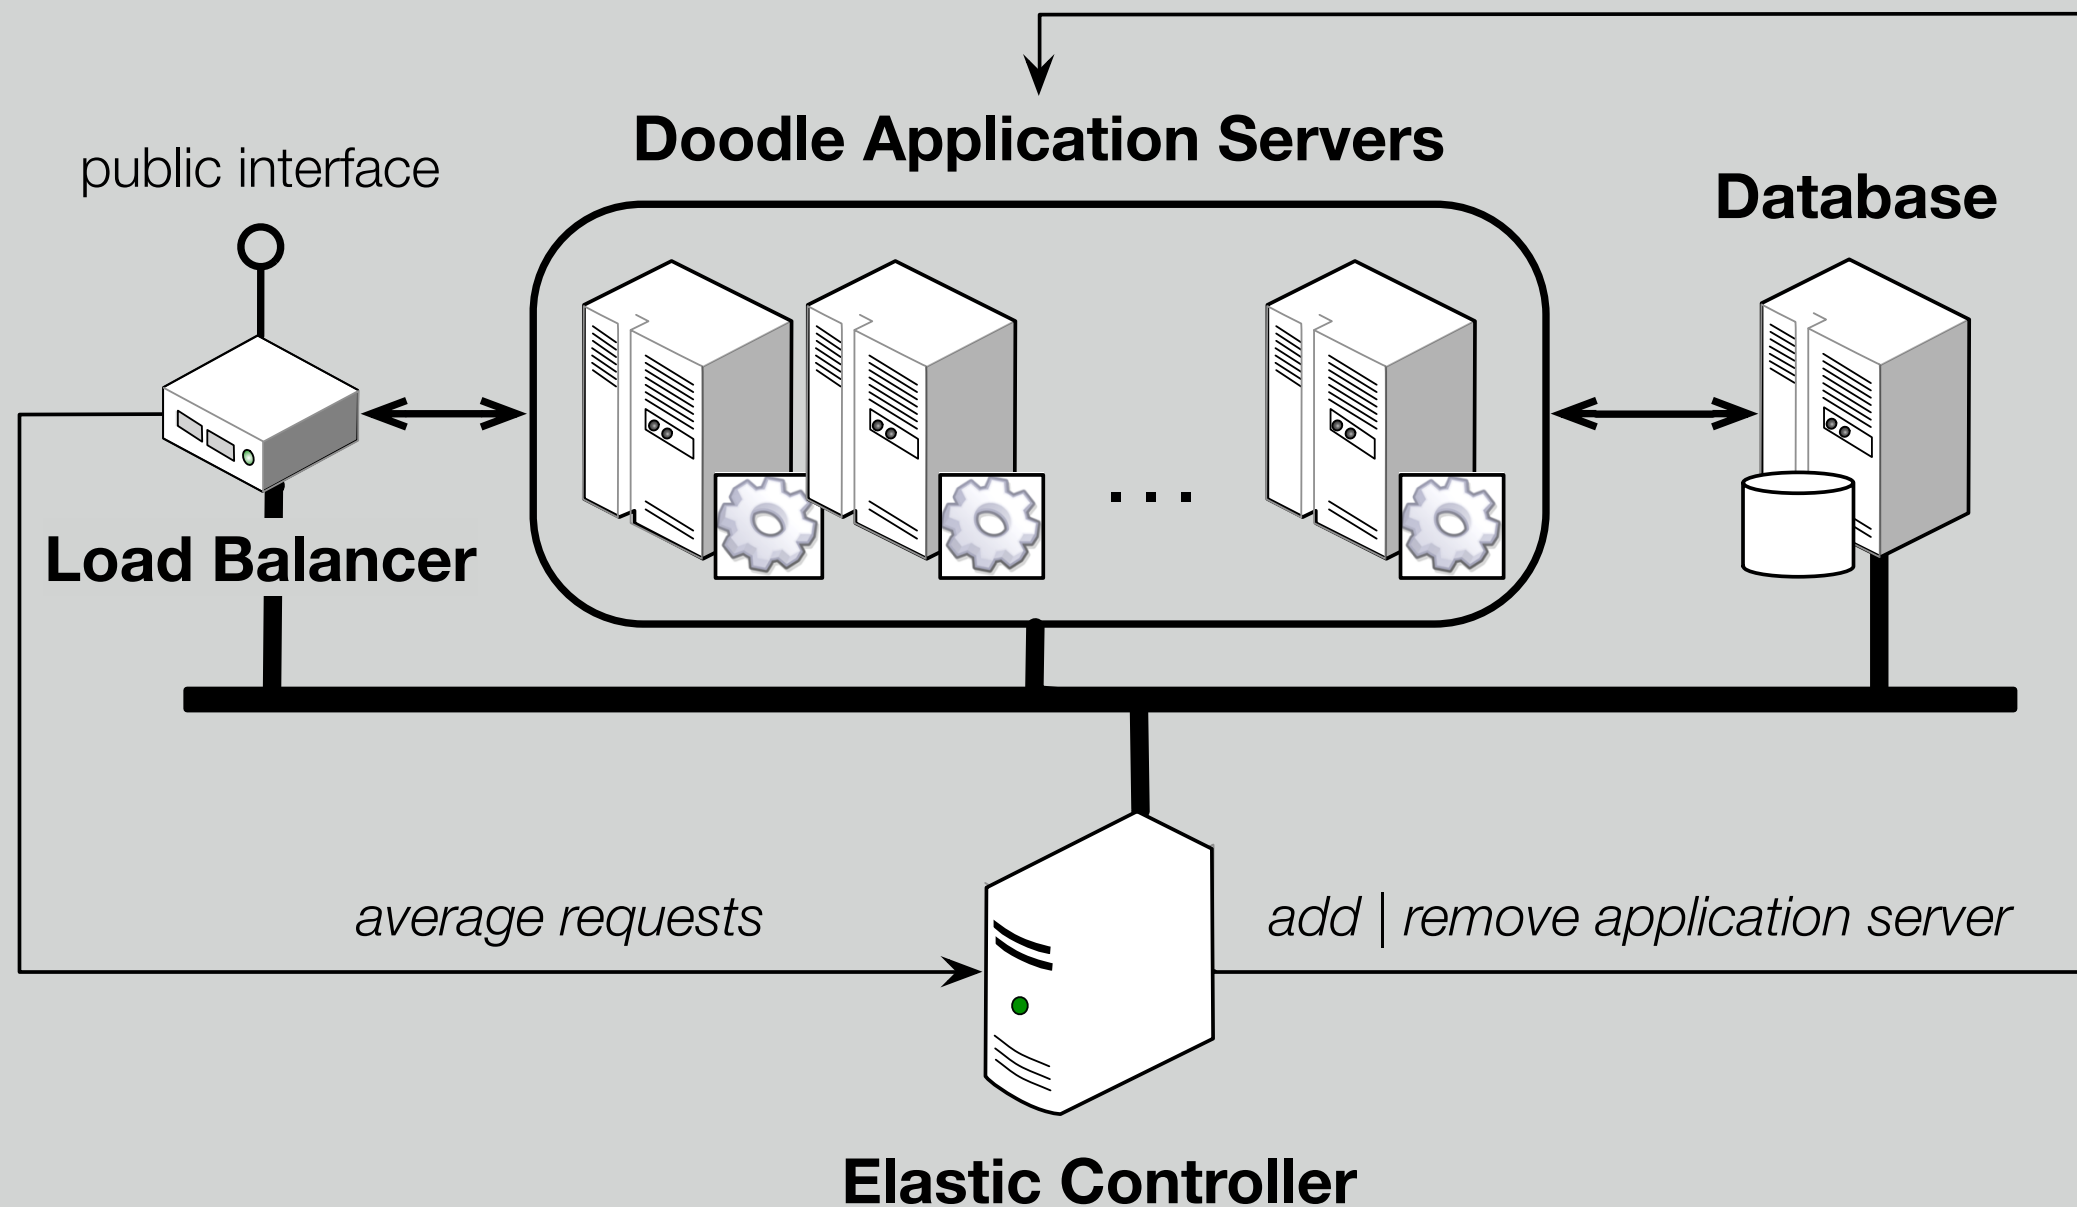 Doodle Application Servers
public interface
Database
. . .
Load Balancer
average requests
add | remove application server
Elastic Controller